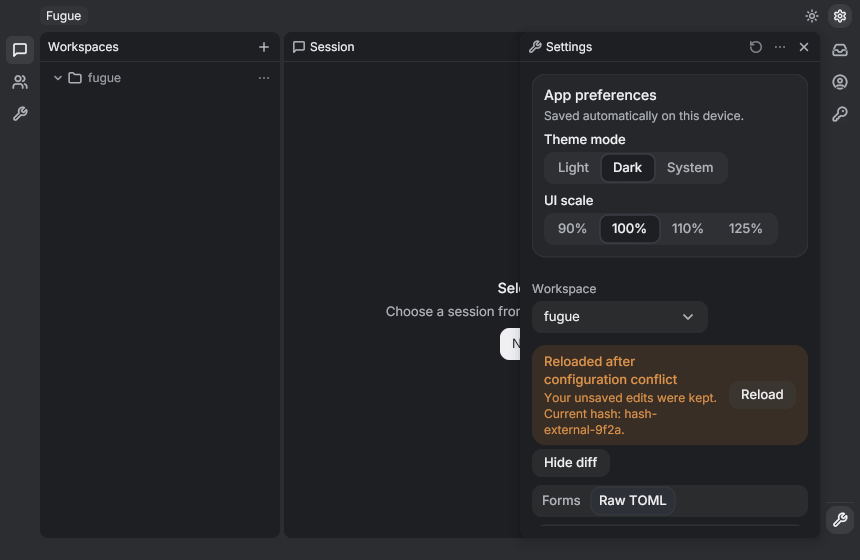 Fugue
Workspaces
Session
Settings
fugue
App preferences
Saved automatically on this device.
Theme mode
Light Dark System
UI scale
90% 100% 110% 125%
Choose a session
Workspace
fugue
Reloaded after
configuration conflict
Your unsaved edits were kept.
Current hash: hash-
external-9f2a.
Reload
Hide diff
Forms Raw TOML